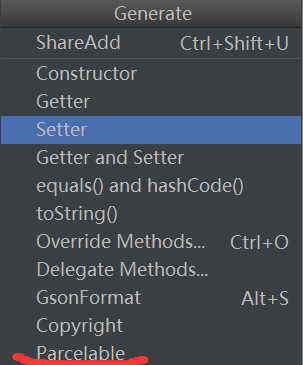 Generate
ShareAdd Ctrl+Shift+U
Constructor
Getter
Setter
Getter and Setter
equals() and hashCode()
toString()
Override Methods... Ctrl+O
Delegate Methods...
GsonFormat Alt+S
Copyright
Parcelable